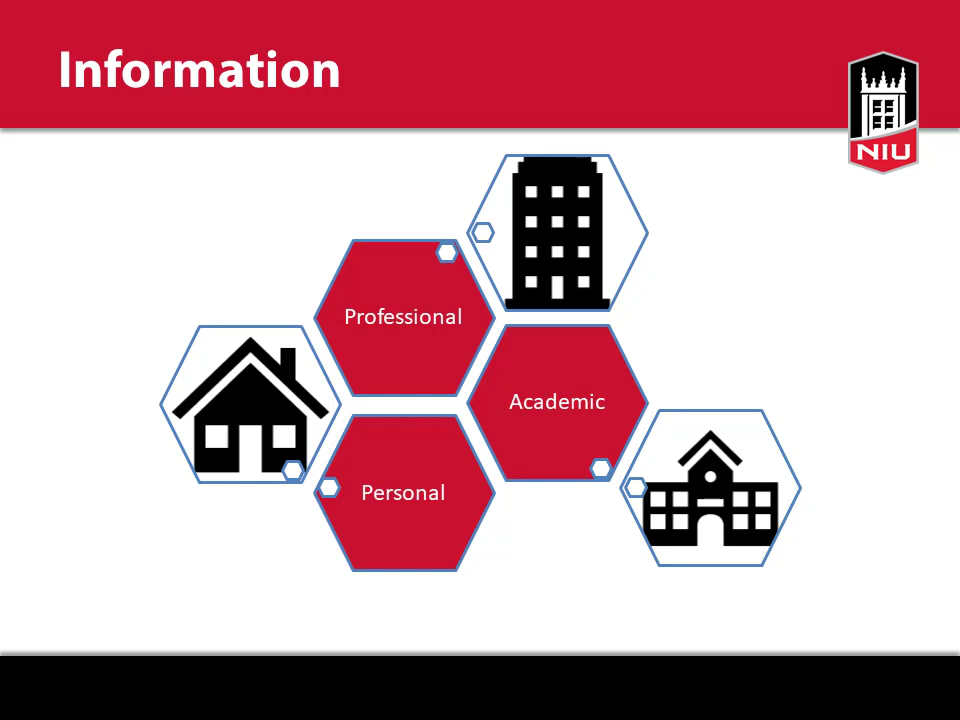 Information
NIU
Professional
Academic
Personal